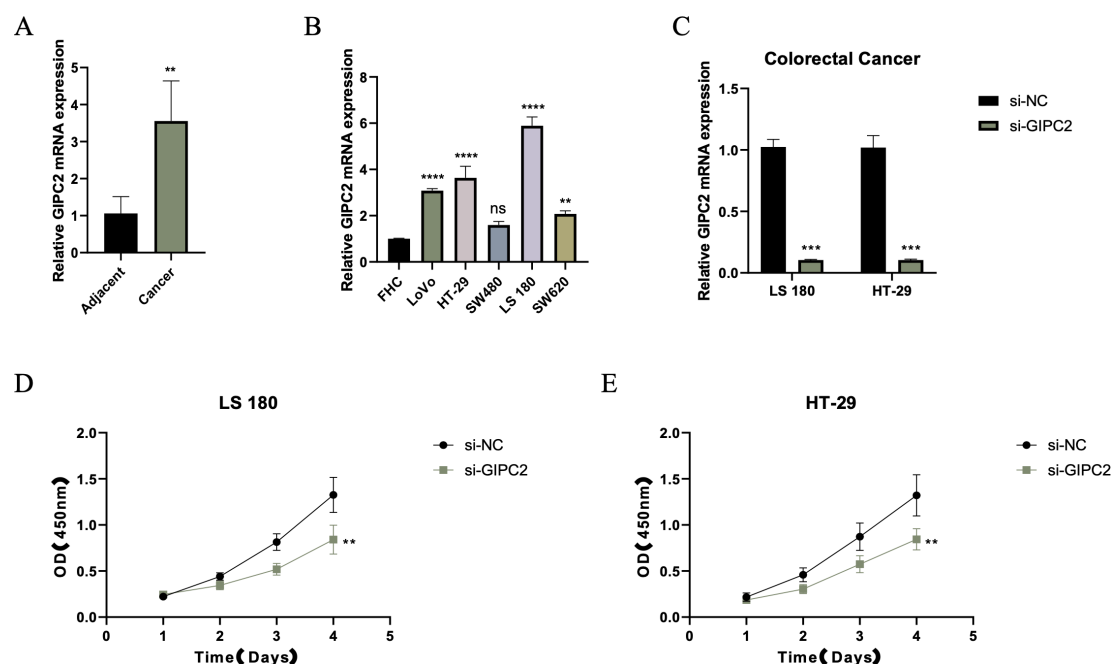 A
Relative GIPC2 mRNA expression
5
4
3
2
1
0
**
Adjacent
Cancer
B
Relative GIPC2 mRNA expression
8
6
4
2
0
****
****
ns
****
**
FHC
LoVo
HT-29
SW480
LS 180
SW620
C
Colorectal Cancer
Relative GIPC2 mRNA expression
1.5
1.0
0.5
0.0
***
***
LS 180
HT-29
si-NC
si-GIPC2
D
LS 180
OD(450nm)
2.0
1.5
1.0
0.5
0.0
**
0
1
2
3
4
5
Time(Days)
si-NC
si-GIPC2
E
HT-29
OD(450nm)
2.0
1.5
1.0
0.5
0.0
**
0
1
2
3
4
5
Time(Days)
si-NC
si-GIPC2